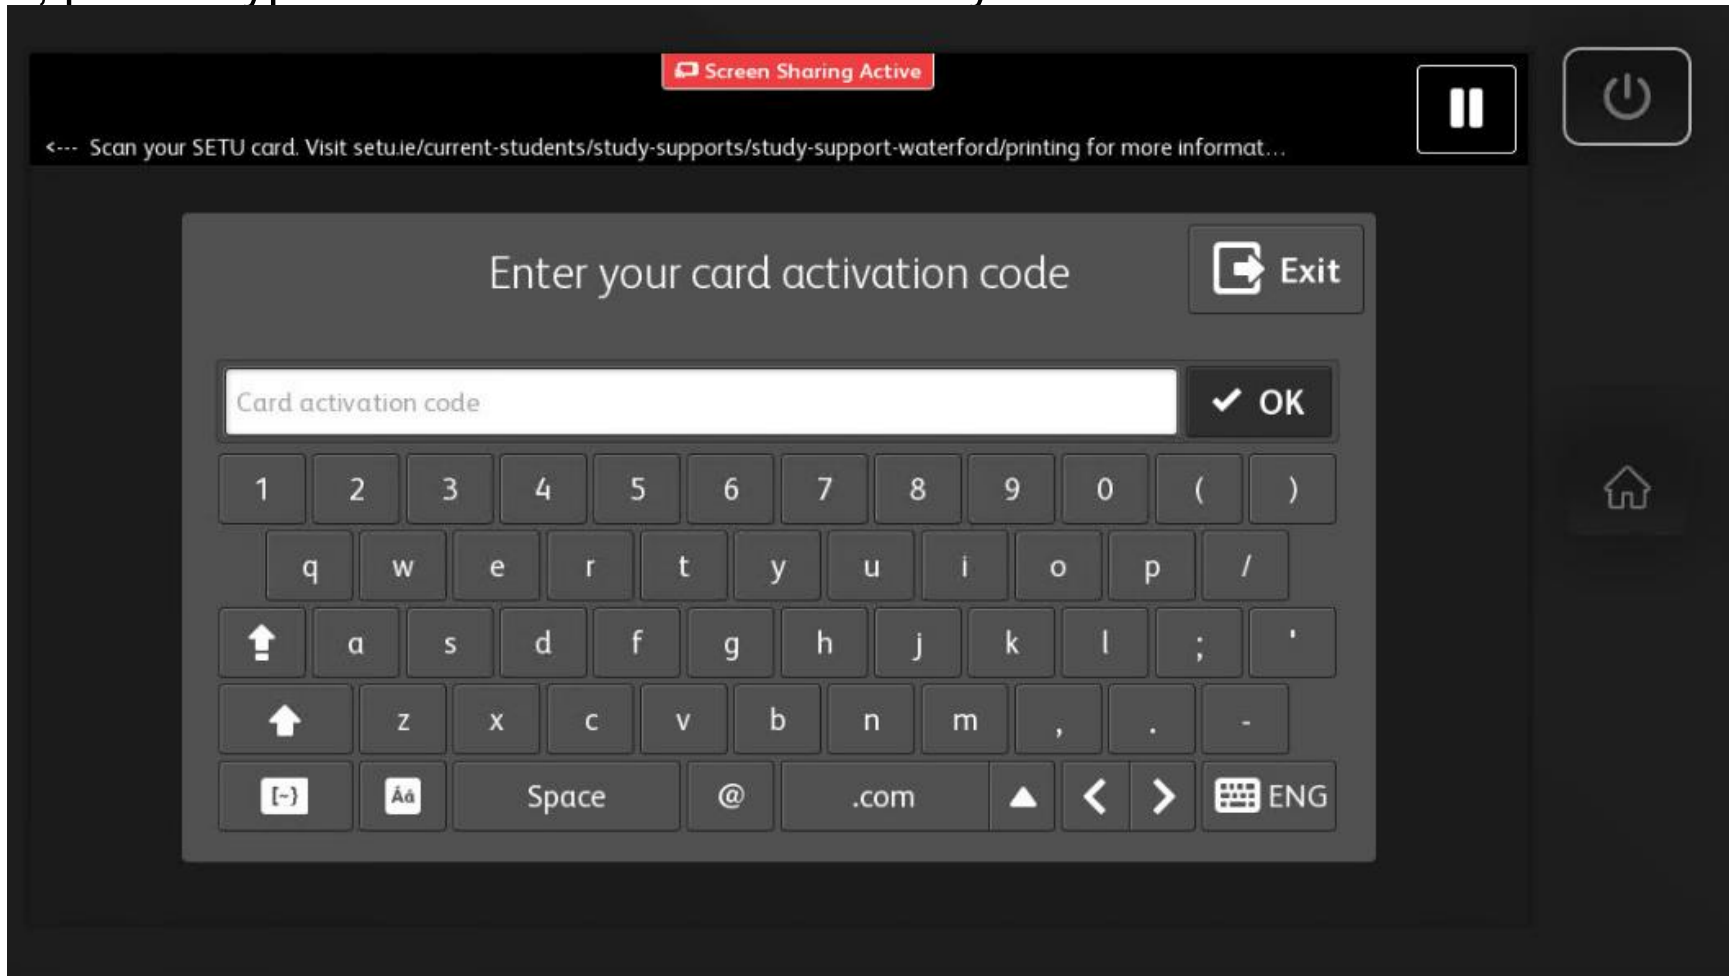 Screen Sharing Active
<--- Scan your SETU card. Visit setu.ie/current-students/study-supports/study-support-waterford/printing for more informat...
Enter your card activation code
Exit
Card activation code
OK
1 2 3 4 5 6 7 8 9 0 ( )
q w e r t y u i o p /
a s d f g h j k l ; '
z x c v b n m , . -
[~} Áá Space @ .com < > ENG